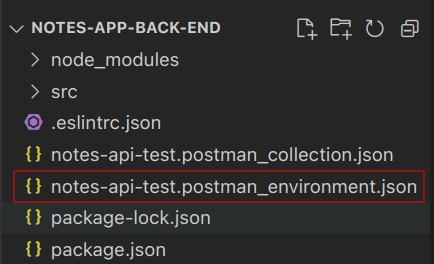 NOTES-APP-BACK-END
node_modules
src
.eslintrc.json
notes-api-test.postman_collection.json
notes-api-test.postman_environment.json
package-lock.json
package.json